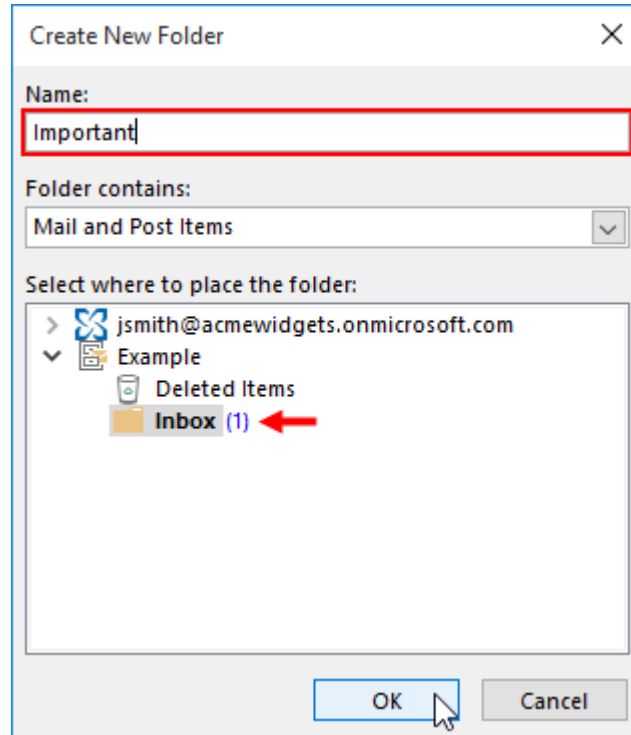 Create New Folder
Name:
Important
Folder contains:
Mail and Post Items
Select where to place the folder:
jsmith@acmewidgets.onmicrosoft.com
Example
Deleted Items
Inbox (1)
OK Cancel